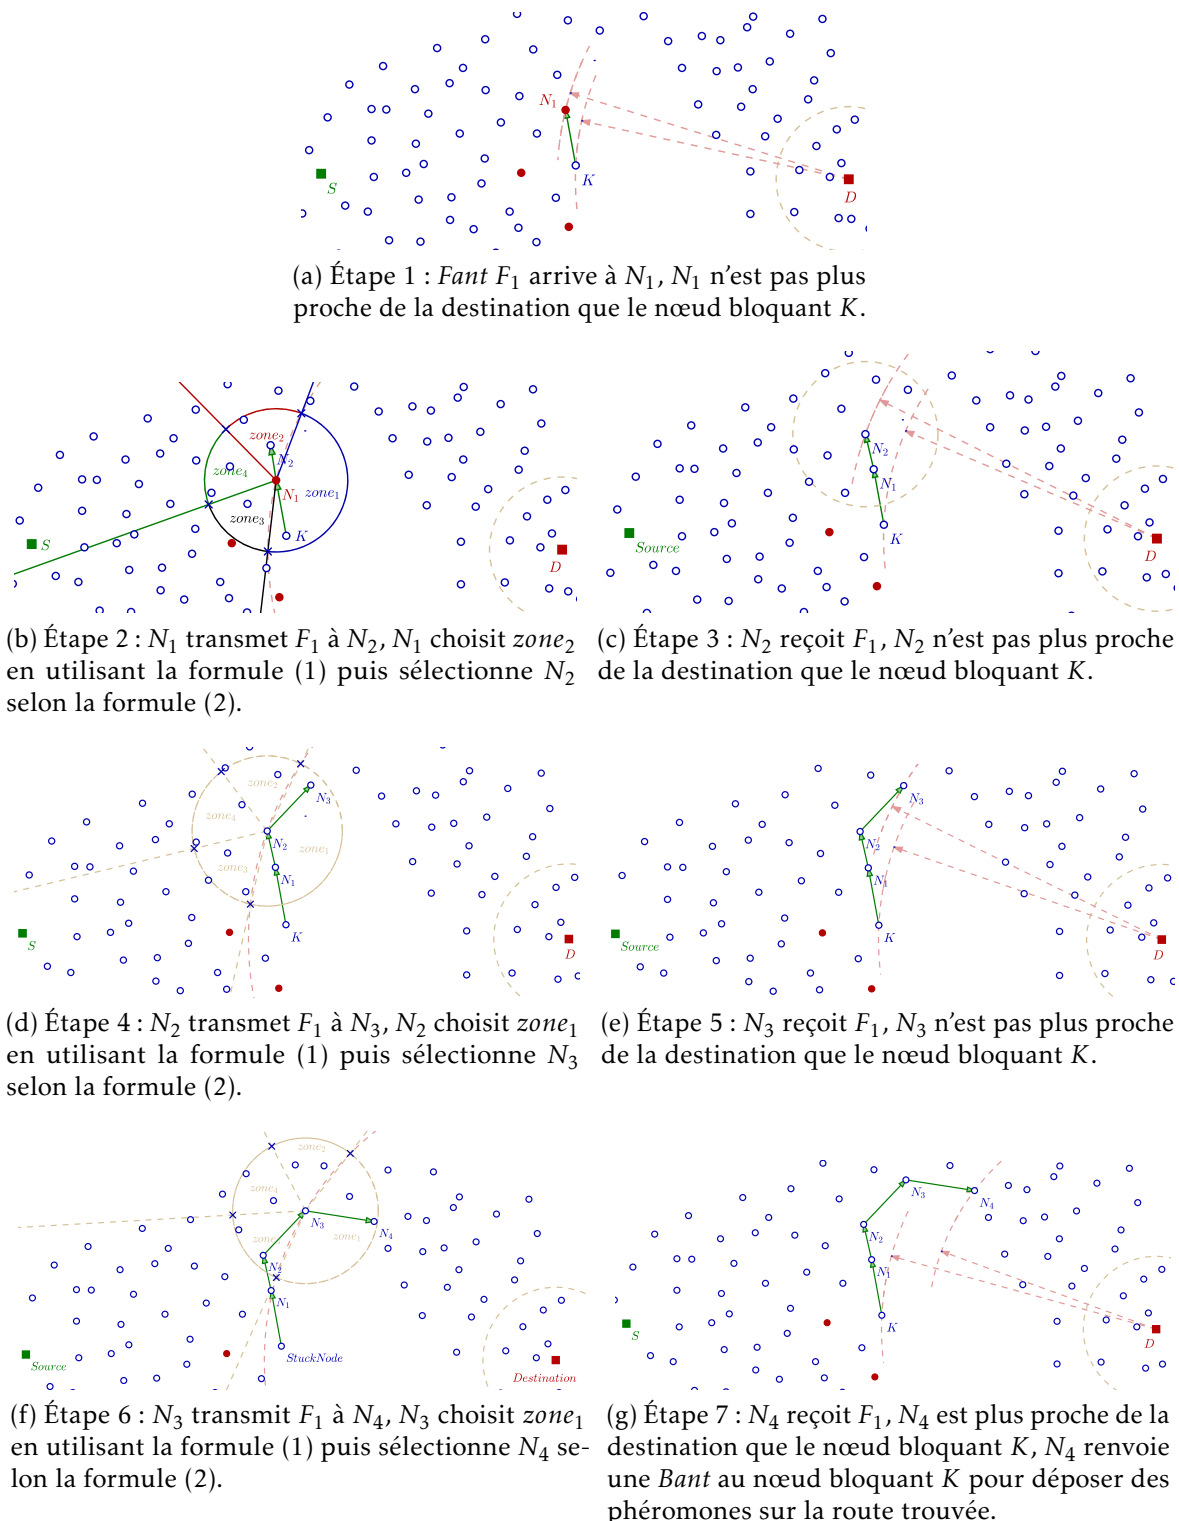 N₁
K
S
D
(a) Étape 1 : Fant F₁ arrive à N₁, N₁ n'est pas plus
proche de la destination que le nœud bloquant K.
zone₂
N₂
zone₄
zone₁
N₁
zone₃
K
S
D
N₂
N₁
K
Source
D
(b) Étape 2 : N₁ transmet F₁ à N₂, N₁ choisit zone₂
en utilisant la formule (1) puis sélectionne N₂
selon la formule (2).
(c) Étape 3 : N₂ reçoit F₁, N₂ n'est pas plus proche
de la destination que le nœud bloquant K.
zone₂
N₃
zone₄
N₂
zone₁
zone₃
N₁
K
S
D
N₃
N₂
N₁
K
Source
D
(d) Étape 4 : N₂ transmet F₁ à N₃, N₂ choisit zone₁
en utilisant la formule (1) puis sélectionne N₃
selon la formule (2).
(e) Étape 5 : N₃ reçoit F₁, N₃ n'est pas plus proche
de la destination que le nœud bloquant K.
zone₂
zone₄
N₃
N₄
zone₁
zone
N₂
N₁
StuckNode
Source
Destination
N₃
N₄
N₂
N₁
K
S
D
(f) Étape 6 : N₃ transmit F₁ à N₄, N₃ choisit zone₁
en utilisant la formule (1) puis sélectionne N₄ se-
lon la formule (2).
(g) Étape 7 : N₄ reçoit F₁, N₄ est plus proche de la
destination que le nœud bloquant K, N₄ renvoie
une Bant au nœud bloquant K pour déposer des
phéromones sur la route trouvée.